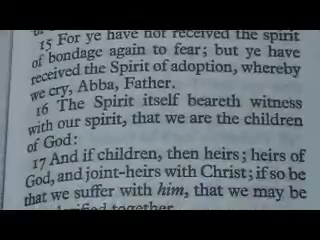 15 For ye have not received the spirit
of bondage again to fear; but ye have
received the Spirit of adoption, whereby
we cry, Abba, Father.
16 The Spirit itself beareth witness
with our spirit, that we are the children
of God:
17 And if children, then heirs; heirs of
God, and joint-heirs with Christ; if so be
that we suffer with him, that we may be
together.